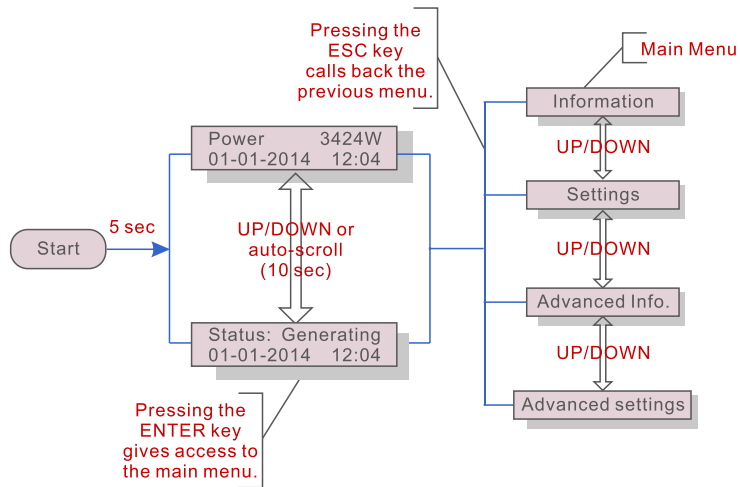 Pressing the
ESC key
calls back the
previous menu.
Main Menu
Information
Power 3424W
01-01-2014 12:04
UP/DOWN
Settings
5 sec
Start
UP/DOWN or
auto-scroll
(10 sec)
UP/DOWN
Advanced Info.
Status: Generating
01-01-2014 12:04
UP/DOWN
Advanced settings
Pressing the
ENTER key
gives access to
the main menu.